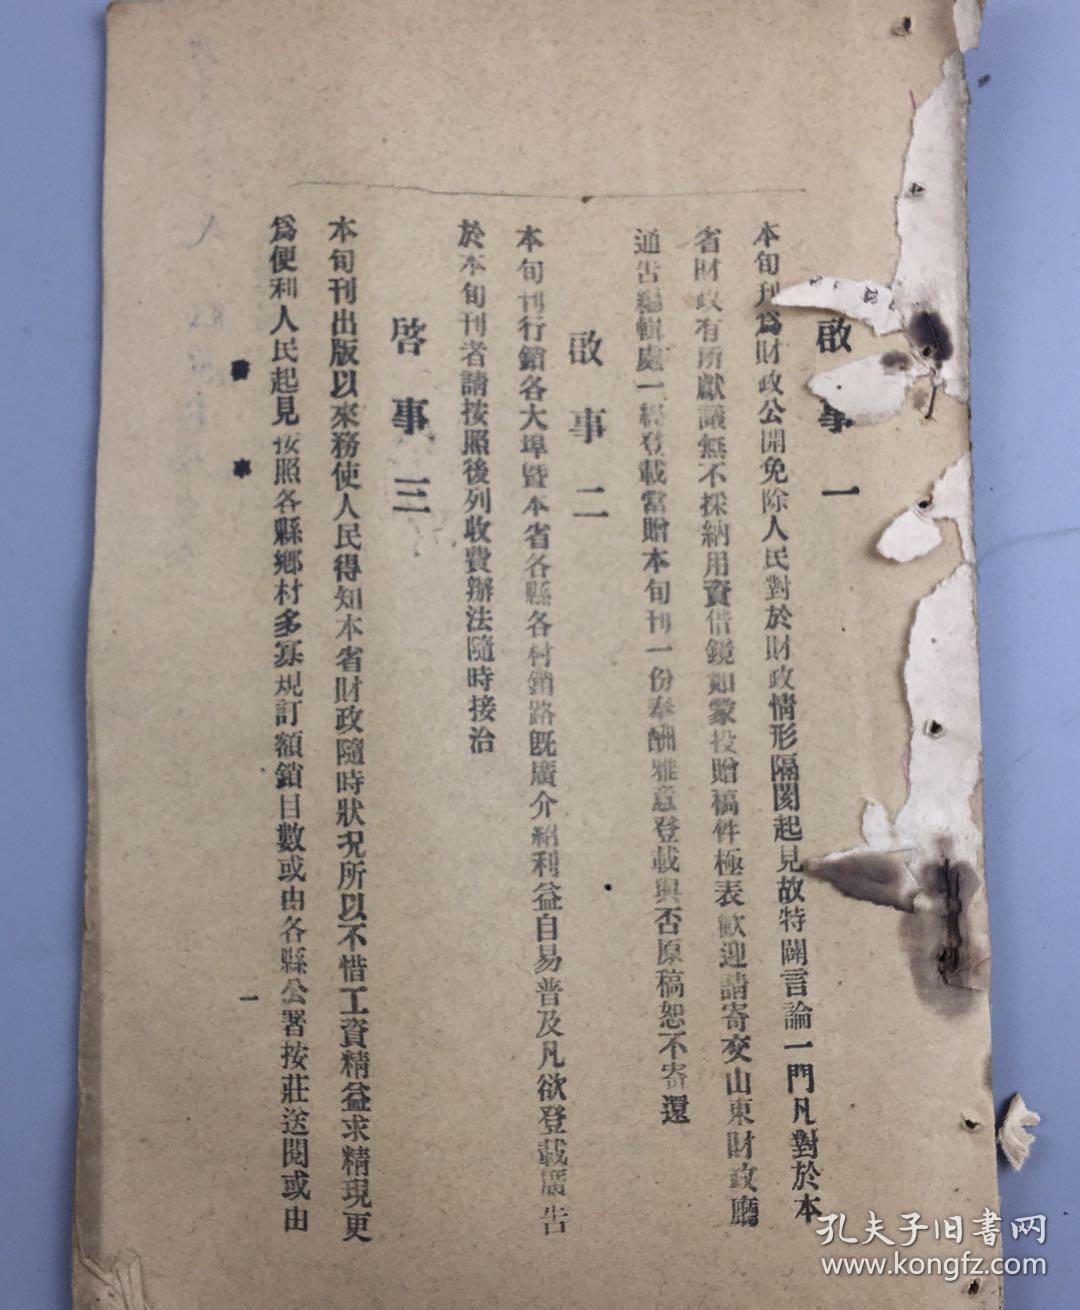 啟事一
本旬刋爲財政公開免除人民對於財政情形隔閡起見故特闢言論一門凡對於本
省財政有所獻議無不採納用資借鏡如蒙投贈稿件極表歡迎請寄交山東財政廳
通告編輯處一經登載當贈本旬刊一份奉酬雅意登載與否原稿恕不寄還
啟事二
本旬刊行銷各大埠暨本省各縣各村銷路旣廣介紹利益自易普及凡欲登載廣告
於本旬刊者請按照後列收費辦法隨時接洽
啓事三
本旬刊出版以來務使人民得知本省財政隨時狀況所以不惜工資精益求精現更
爲便利人民起見按照各縣鄉村多寡規訂額銷目數或由各縣公署按莊送閱或由
啓事
一
孔夫子旧书网
www.kongfz.com